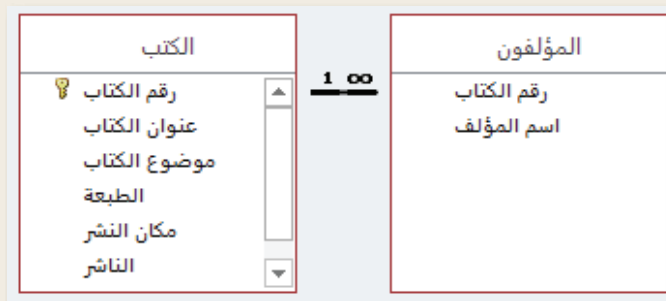 المؤلفون
رقم الكتاب
اسم المؤلف
1 ∞
الكتب
رقم الكتاب
عنوان الكتاب
موضوع الكتاب
الطبعة
مكان النشر
الناشر